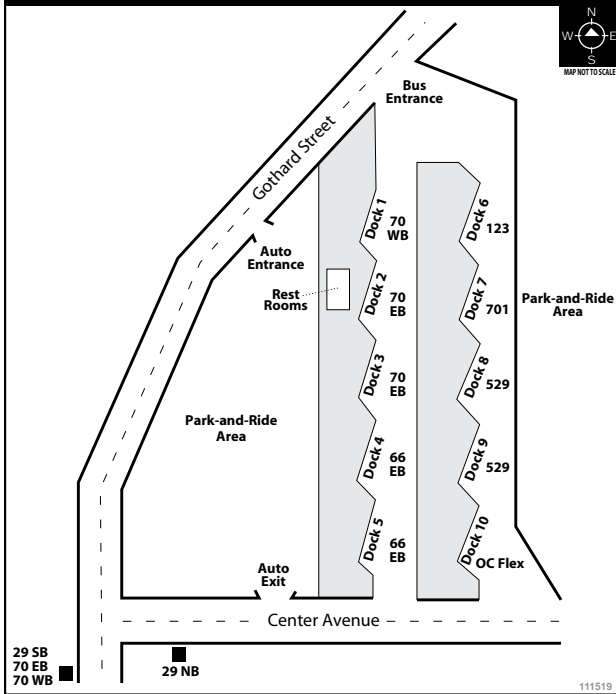 N
W E
S
MAP NOT TO SCALE
Bus
Entrance
Gothard Street
Auto
Entrance
Rest
Rooms
Dock 1
70
WB
Dock 2
70
EB
Dock 3
70
EB
Dock 4
66
EB
Dock 5
66
EB
Dock 6
123
Dock 7
701
Dock 8
529
Dock 9
529
Dock 10
OC Flex
Park-and-Ride
Area
Park-and-Ride
Area
Auto
Exit
Center Avenue
29 SB
70 EB
70 WB
29 NB
111519